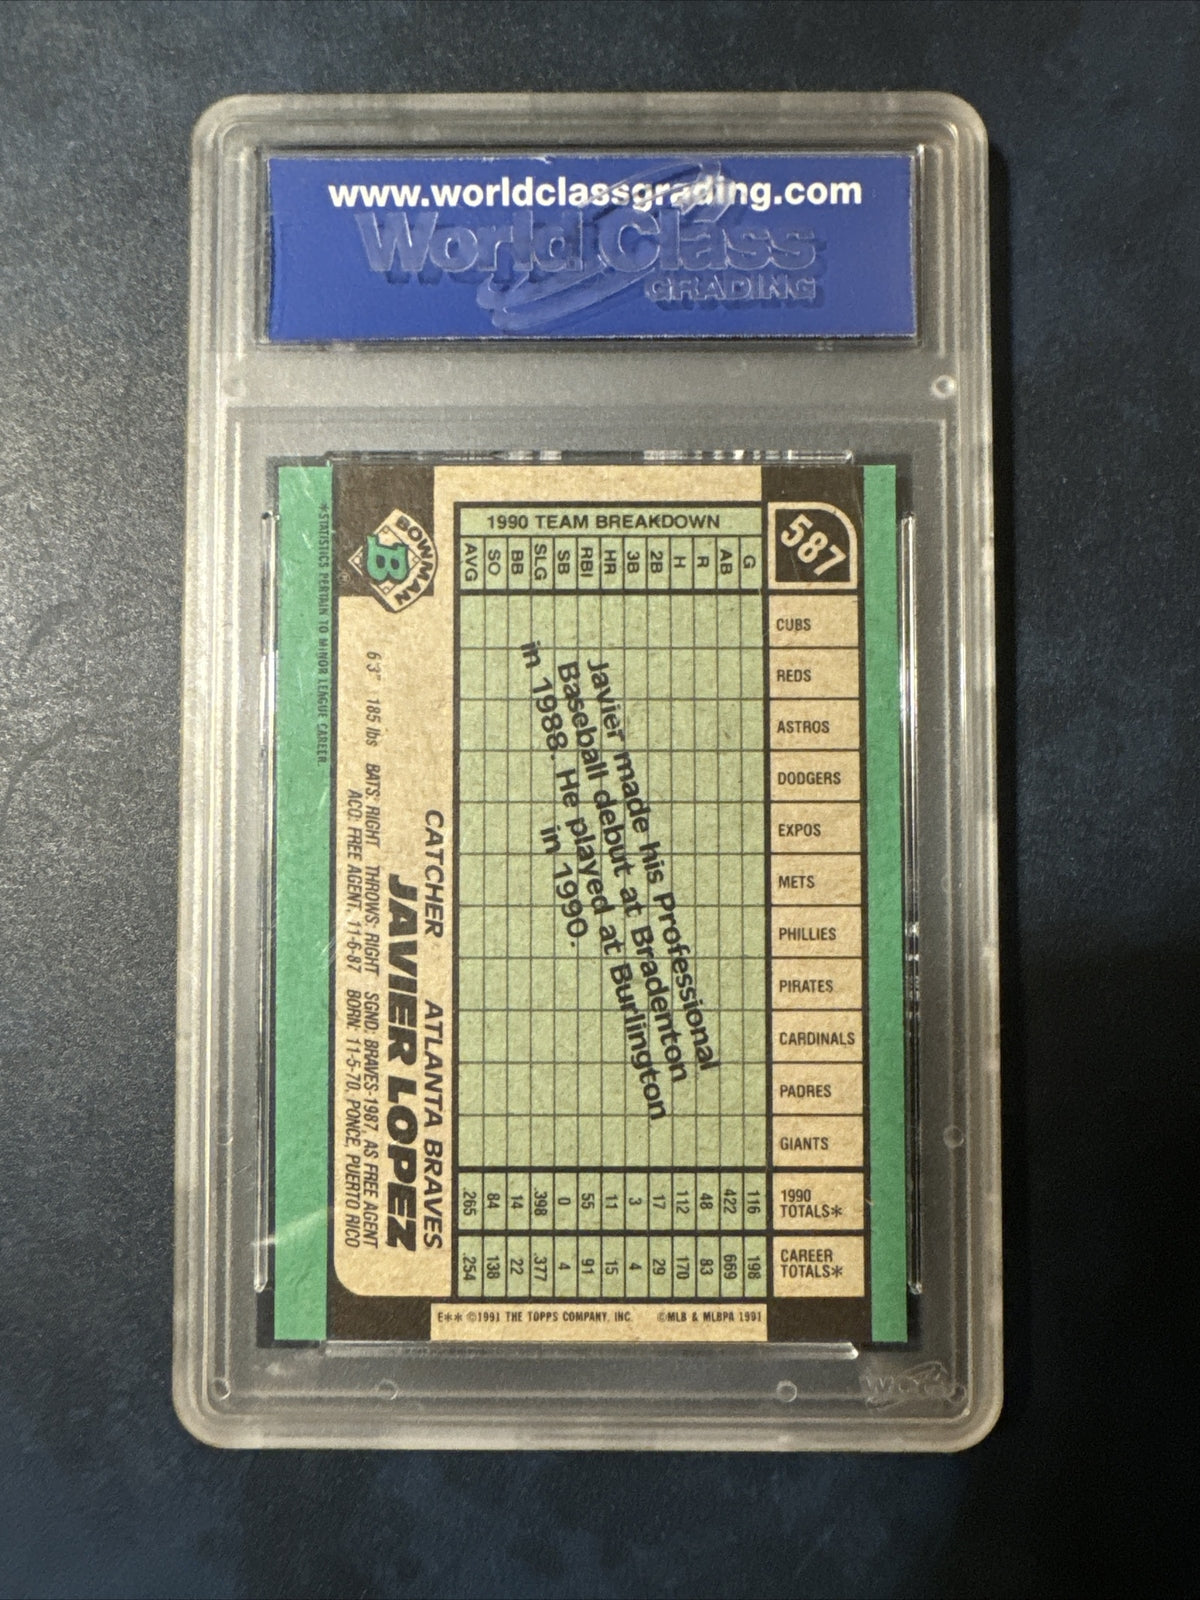 www.worldclassgrading.com
World Class
GRADING
587
CUBS
REDS
ASTROS
DODGERS
EXPOS
METS
PHILLIES
PIRATES
CARDINALS
PADRES
GIANTS
1990 TOTALS*
CAREER TOTALS*
1990 TEAM BREAKDOWN
G 116 198
AB 422 669
R 48 83
H 112 170
2B 17 29
3B 3 4
HR 11 15
RBI 55 91
SB 0 4
SLG .398 .377
BB 14 22
SO 84 138
AVG .265 .254
Javier made his Professional
Baseball debut at Bradenton
in 1988. He played at Burlington
in 1990.
CATCHER ATLANTA BRAVES
JAVIER LOPEZ
6'3" 185 lbs BATS: RIGHT THROWS: RIGHT SGND: BRAVES-1987, AS FREE AGENT
ACQ: FREE AGENT, 11-6-87 BORN: 11-5-70, PONCE, PUERTO RICO
BOWMAN
B
*STATISTICS PERTAIN TO MINOR LEAGUE CAREER.
E** ©1991 THE TOPPS COMPANY, INC. ©MLB & MLBPA 1991